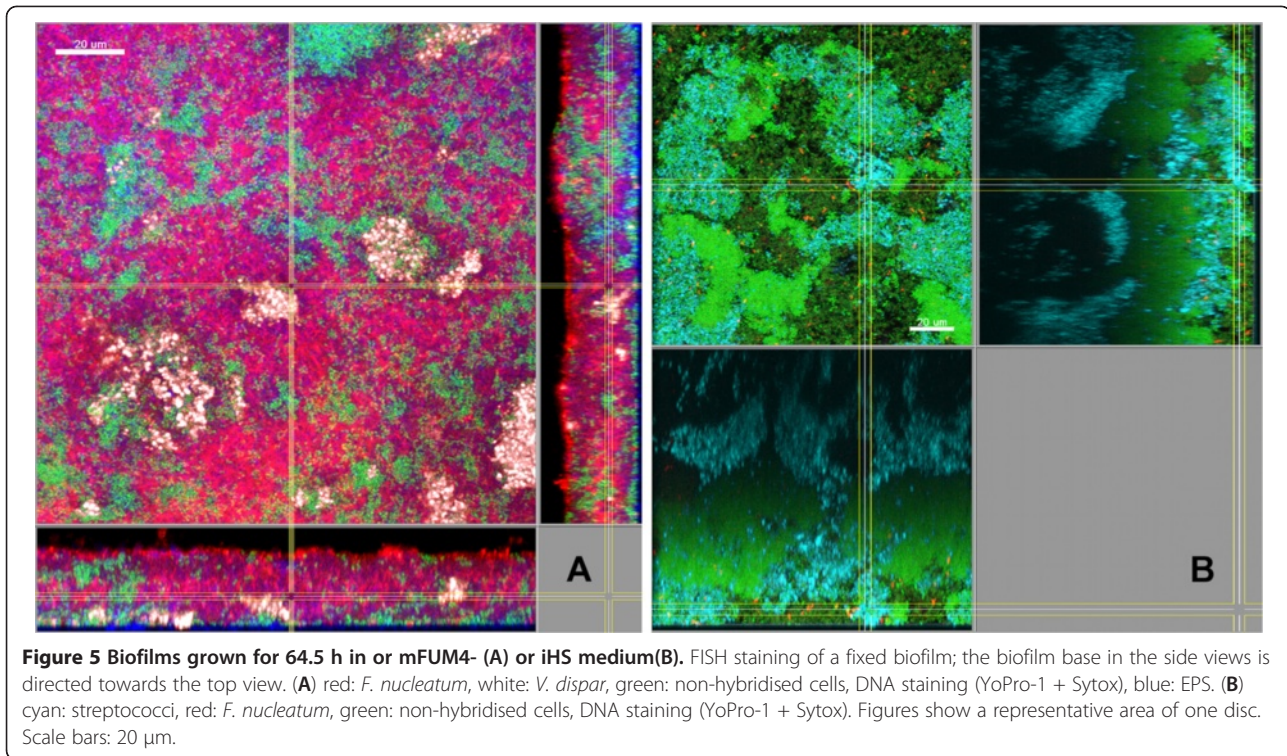 20 um
20 um
A
B
Figure 5 Biofilms grown for 64.5 h in or mFUM4- (A) or iHS medium(B). FISH staining of a fixed biofilm; the biofilm base in the side views is
directed towards the top view. (A) red: F. nucleatum, white: V. dispar, green: non-hybridised cells, DNA staining (YoPro-1 + Sytox), blue: EPS. (B)
cyan: streptococci, red: F. nucleatum, green: non-hybridised cells, DNA staining (YoPro-1 + Sytox). Figures show a representative area of one disc.
Scale bars: 20 μm.